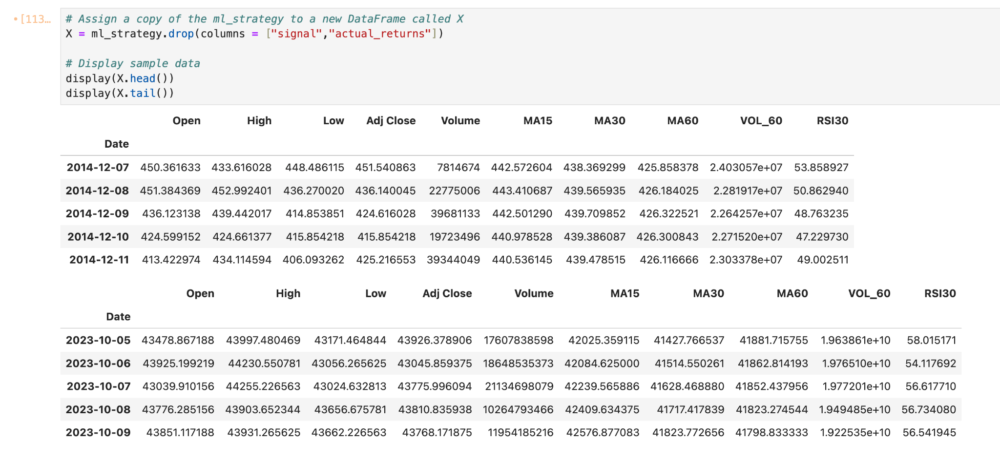 •[113…
# Assign a copy of the ml_strategy to a new DataFrame called X
X = ml_strategy.drop(columns = ["signal","actual_returns"])
# Display sample data
display(X.head())
display(X.tail())
Open High Low Adj Close Volume MA15 MA30 MA60 VOL_60 RSI30
Date
2014-12-07 450.361633 433.616028 448.486115 451.540863 7814674 442.572604 438.369299 425.858378 2.403057e+07 53.858927
2014-12-08 451.384369 452.992401 436.270020 436.140045 22775006 443.410687 439.565935 426.184025 2.281917e+07 50.862940
2014-12-09 436.123138 439.442017 414.853851 424.616028 39681133 442.501290 439.709852 426.322521 2.264257e+07 48.763235
2014-12-10 424.599152 424.661377 415.854218 415.854218 19723496 440.978528 439.386087 426.300843 2.271520e+07 47.229730
2014-12-11 413.422974 434.114594 406.093262 425.216553 39344049 440.536145 439.478515 426.116666 2.303378e+07 49.002511
Open High Low Adj Close Volume MA15 MA30 MA60 VOL_60 RSI30
Date
2023-10-05 43478.867188 43997.480469 43171.464844 43926.378906 17607838598 42025.359115 41427.766537 41881.715755 1.963861e+10 58.015171
2023-10-06 43925.199219 44230.550781 43056.265625 43045.859375 18648535373 42084.625000 41514.550261 41862.814193 1.976510e+10 54.117692
2023-10-07 43039.910156 44255.226563 43024.632813 43775.996094 21134698079 42239.565886 41628.468880 41852.437956 1.977201e+10 56.617710
2023-10-08 43776.285156 43903.652344 43656.675781 43810.835938 10264793466 42409.634375 41717.417839 41823.274544 1.949485e+10 56.734080
2023-10-09 43851.117188 43931.265625 43662.226563 43768.171875 11954185216 42576.877083 41823.772656 41798.833333 1.922535e+10 56.541945